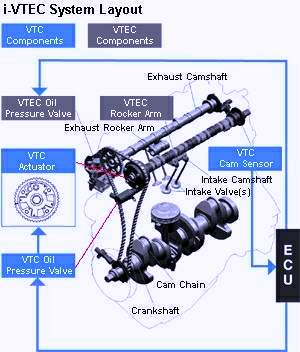 i-VTEC System Layout
VTC
Components
VTEC
Components
Exhaust Camshaft
VTEC Oil
Pressure Valve
VTEC
Rocker Arm
Exhaust Rocker Arm
VTC
Actuator
VTC
Cam Sensor
Intake Camshaft
Intake Valve(s)
VTC Oil
Pressure Valve
ECU
Cam Chain
Crankshaft